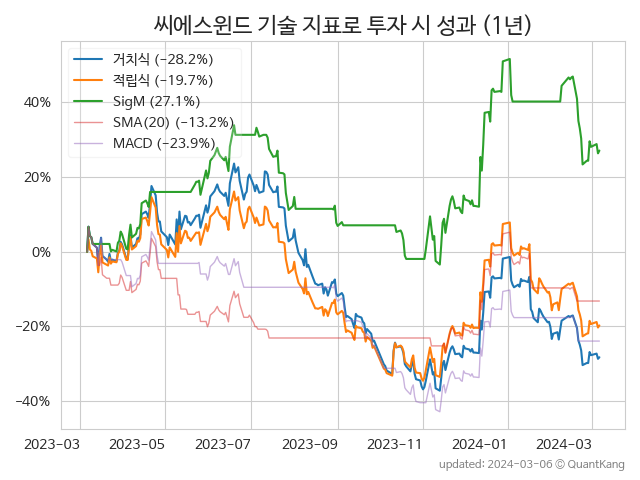 씨에스윈드 기술 지표로 투자 시 성과 (1년)
거치식 (−28.2%)
적립식 (−19.7%)
SigM (27.1%)
SMA(20) (−13.2%)
MACD (−23.9%)
40%
20%
0%
−20%
−40%
2023−03 2023−05 2023−07 2023−09 2023−11 2024−01 2024−03
updated: 2024−03−06 © QuantKang